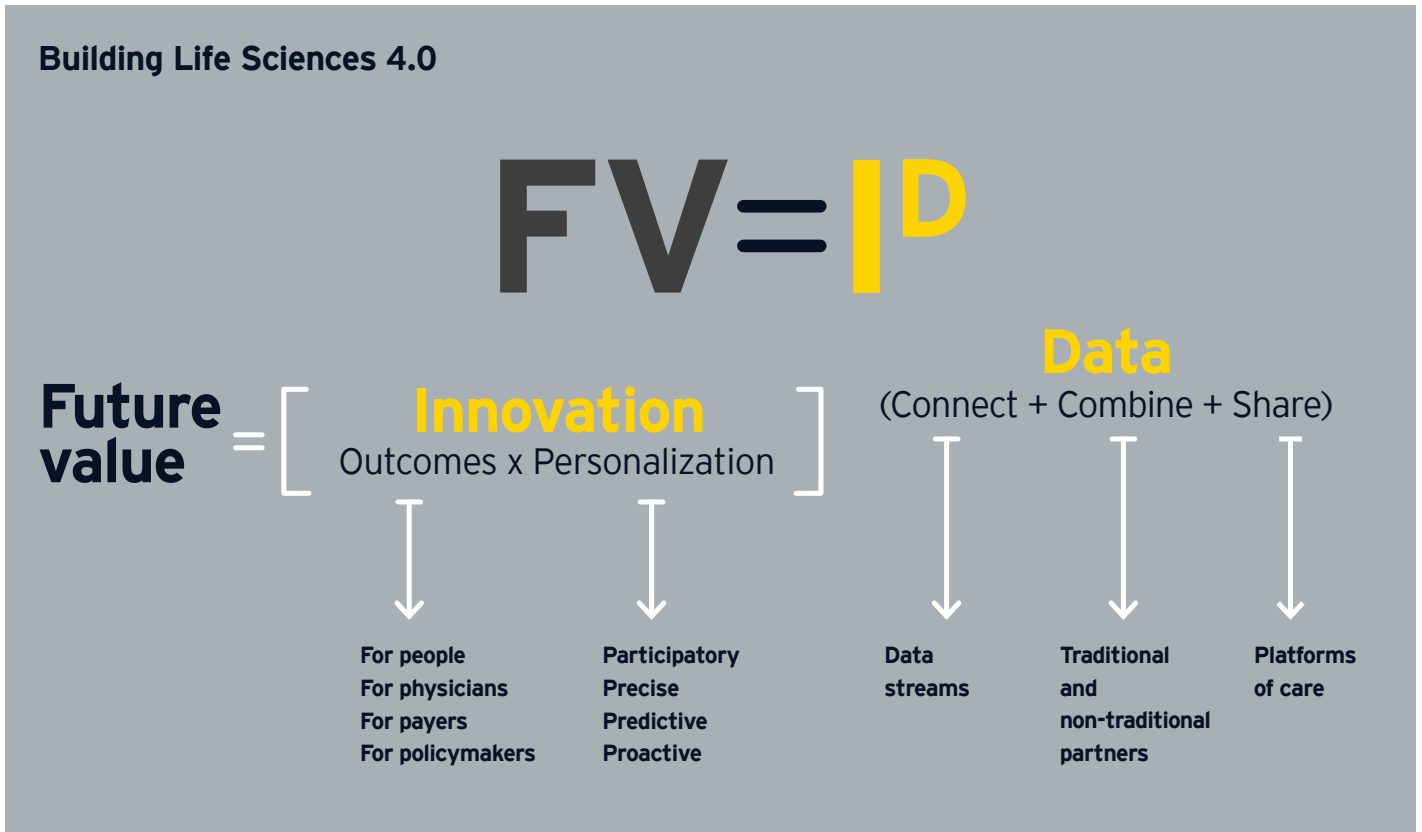 Building Life Sciences 4.0
FV=I^D
Data
(Connect + Combine + Share)
Future
value
=
[Innovation
Outcomes x Personalization]
For people
For physicians
For payers
For policymakers
Participatory
Precise
Predictive
Proactive
Data
streams
Traditional
and
non-traditional
partners
Platforms
of care